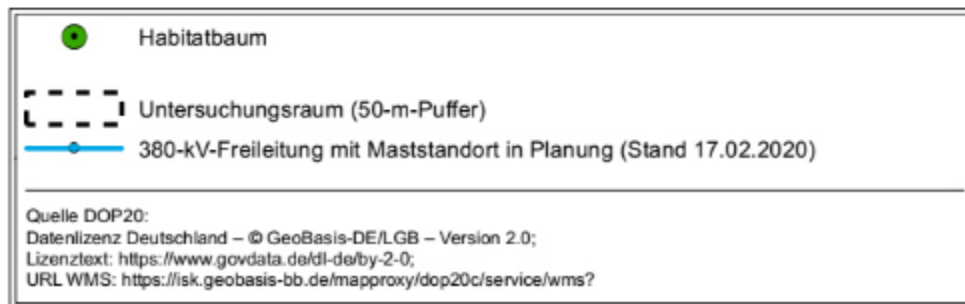 Habitatbaum
Untersuchungsraum (50-m-Puffer)
380-kV-Freileitung mit Maststandort in Planung (Stand 17.02.2020)
Quelle DOP20:
Datenlizenz Deutschland – © GeoBasis-DE/LGB – Version 2.0;
Lizenztext: https://www.govdata.de/dl-de/by-2-0;
URL WMS: https://isk.geobasis-bb.de/mapproxy/dop20c/service/wms?